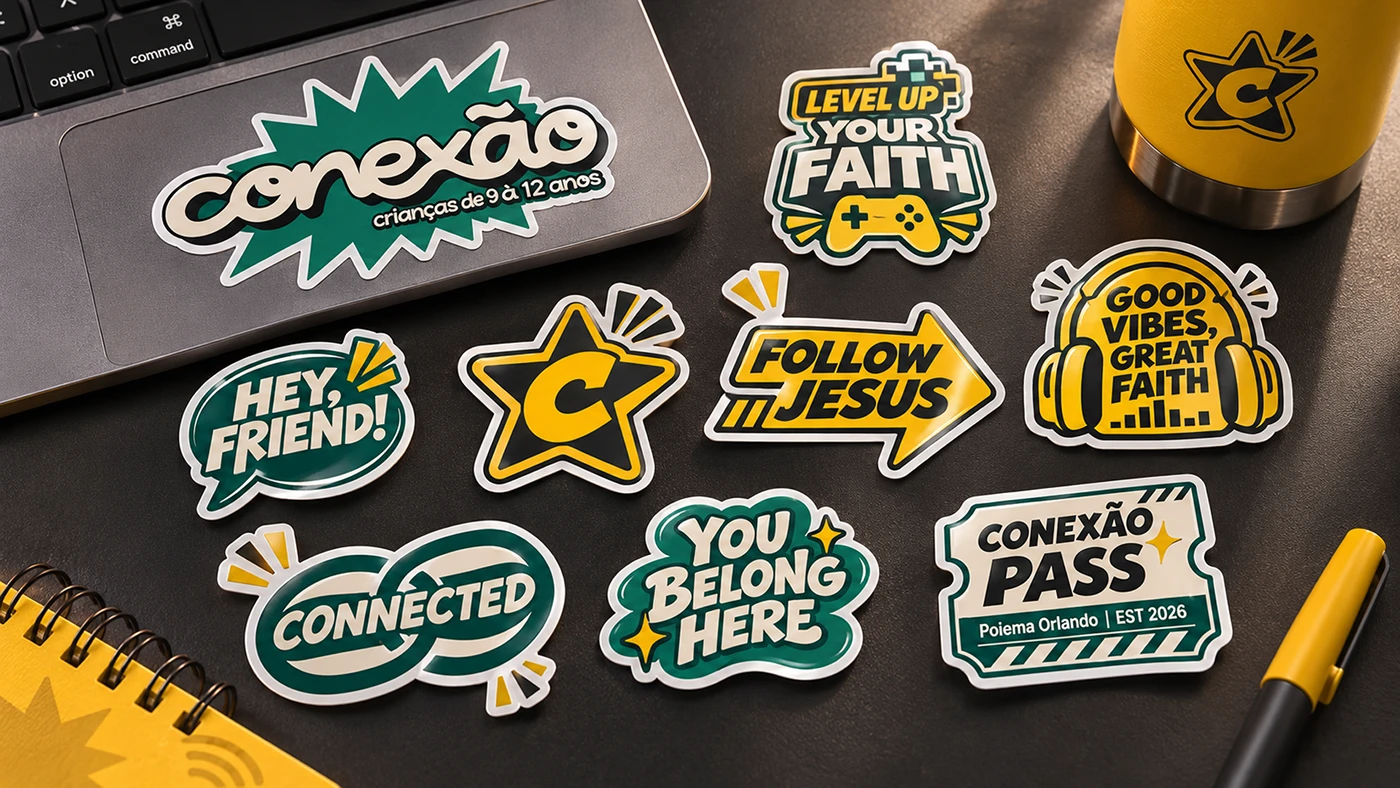 option
⌘
command
conexão
crianças de 9 à 12 anos
LEVEL UP
YOUR
FAITH
C
GOOD
VIBES,
GREAT
FAITH
FOLLOW
JESUS
C
HEY,
FRIEND!
CONNECTED
YOU
BELONG
HERE
CONEXÃO
PASS
Poiema Orlando | EST 2026